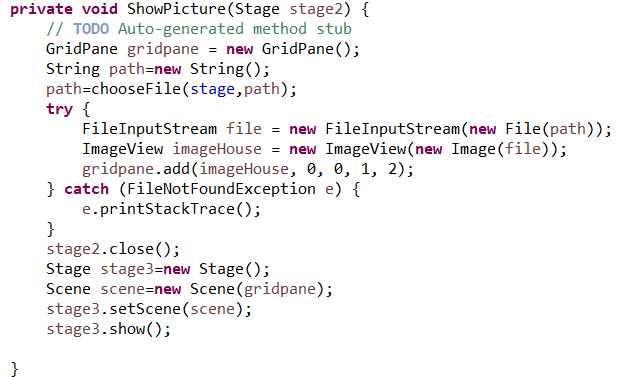 private void ShowPicture(Stage stage2) {
    // TODO Auto-generated method stub
    GridPane gridpane = new GridPane();
    String path=new String();
    path=chooseFile(stage,path);
    try {
        FileInputStream file = new FileInputStream(new File(path));
        ImageView imageHouse = new ImageView(new Image(file));
        gridpane.add(imageHouse, 0, 0, 1, 2);
    } catch (FileNotFoundException e) {
        e.printStackTrace();
    }
    stage2.close();
    Stage stage3=new Stage();
    Scene scene=new Scene(gridpane);
    stage3.setScene(scene);
    stage3.show();

}